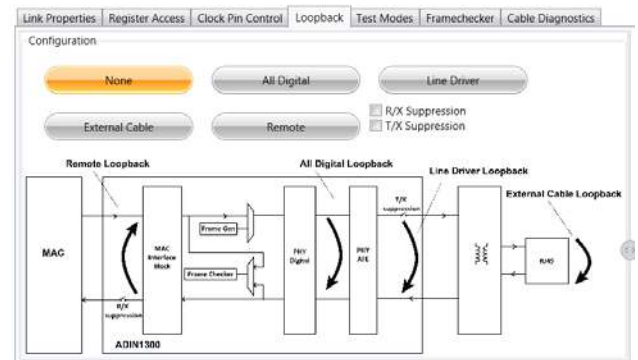 Link Properties Register Access Clock Pin Control Loopback Test Modes Framechecker Cable Diagnostics
Configuration
None All Digital Line Driver
R/X Suppression
External Cable Remote T/X Suppression
Remote Loopback
All Digital Loopback
Line Driver Loopback
External Cable Loopback
MAC
MAC
Interface
Block
Frame Gen
Frame Checker
PHY
Digital
PHY
AFE
T/X
suppression
RJ45
R/X
suppression
ADIN1300